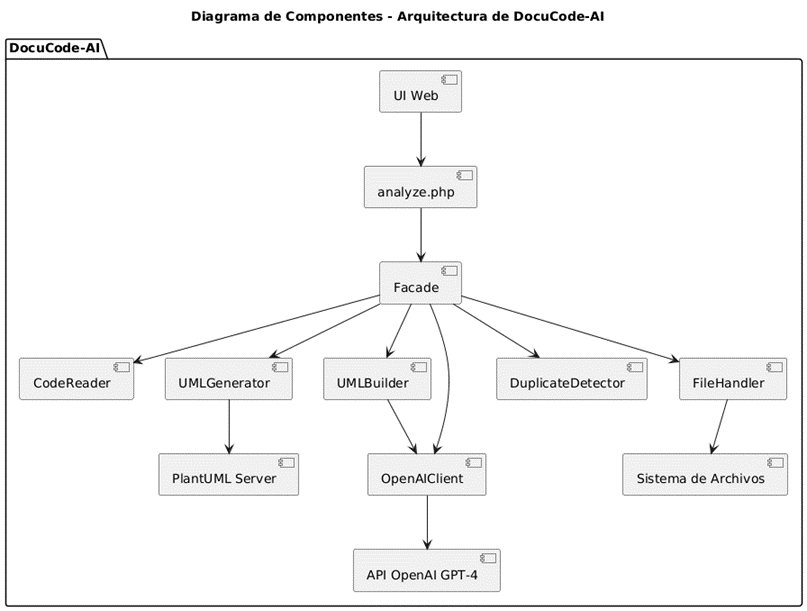 Diagrama de Componentes - Arquitectura de DocuCode-AI
DocuCode-AI
UI Web
analyze.php
Facade
CodeReader
UMLGenerator
UMLBuilder
DuplicateDetector
FileHandler
PlantUML Server
OpenAIClient
Sistema de Archivos
API OpenAI GPT-4